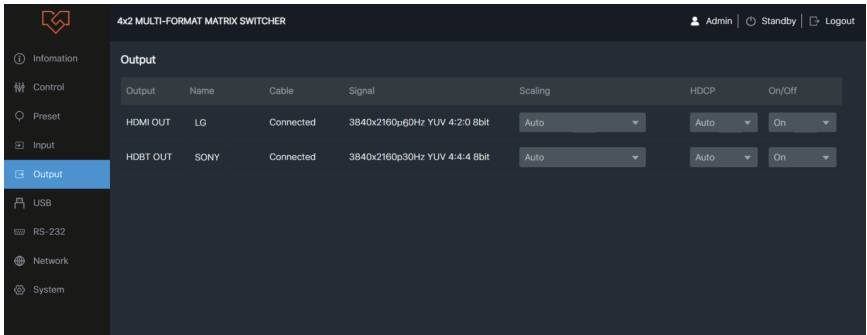 4x2 MULTI-FORMAT MATRIX SWITCHER
Admin
Standby
Logout
Infomation
Control
Preset
Input
Output
USB
RS-232
Network
System
Output
Output Name Cable Signal Scaling HDCP On/Off
HDMI OUT LG Connected 3840x2160p60Hz YUV 4:2:0 8bit Auto Auto On
HDBT OUT SONY Connected 3840x2160p30Hz YUV 4:4:4 8bit Auto Auto On